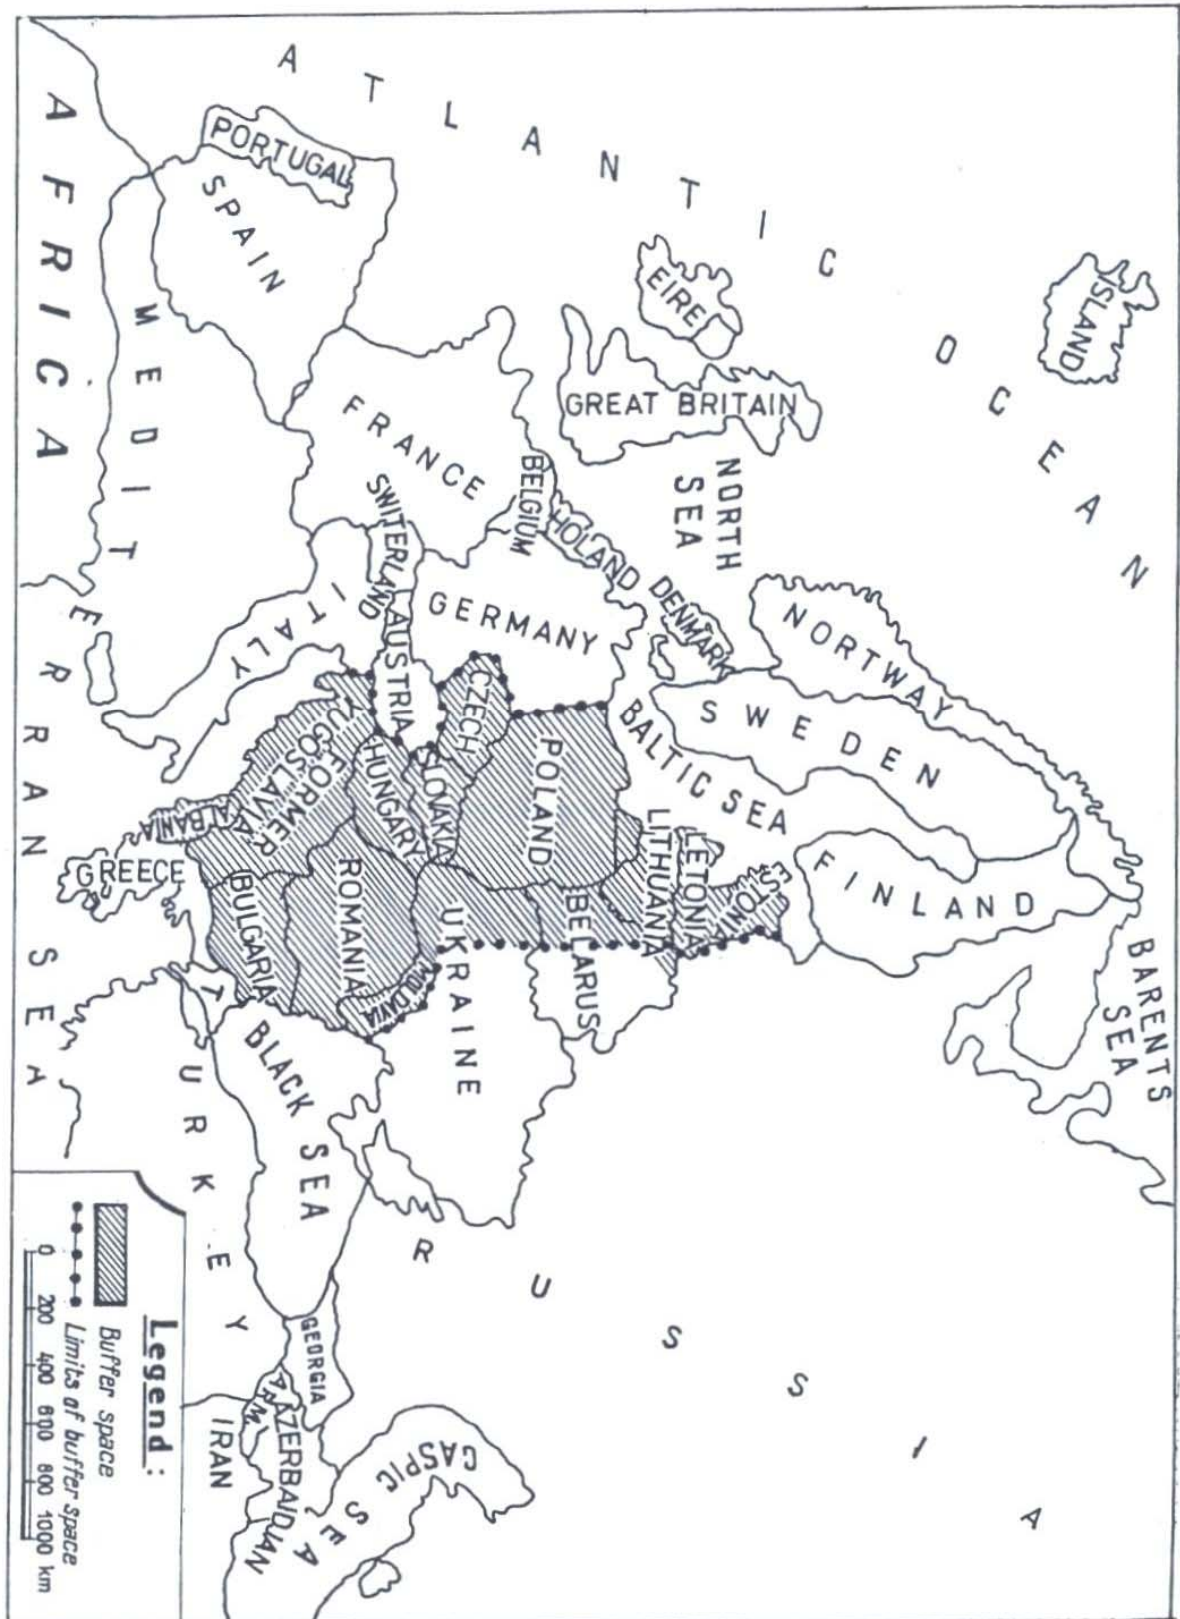 ATLANTIC OCEAN
ISLAND
EIRE
GREAT BRITAIN
NORTH
SEA
NORTWAY
SWEDEN
FINLAND
BARENTS
SEA
BALTIC SEA
DENMARK
HOLAND
BELGIUM
GERMANY
FRANCE
PORTUGAL
SPAIN
SWITERLAND
AUSTRIA
ITALY
CZECH
SLOVAKIA
POLAND
HUNGARY
FORMER
YUGOSLAVIA
ALBANIA
GREECE
BULGARIA
ROMANIA
MOLDAVIA
UKRAINE
BELARUS
LITHUANIA
LETONIA
ESTONIA
RUSSIA
BLACK SEA
TURKEY
GEORGIA
ARM.
AZERBAIDJAN
IRAN
CASPIC SEA
MEDITERRANEAN SEA
AFRICA
Legend:
Buffer space
Limits of buffer space
0 200 400 600 800 1000 km